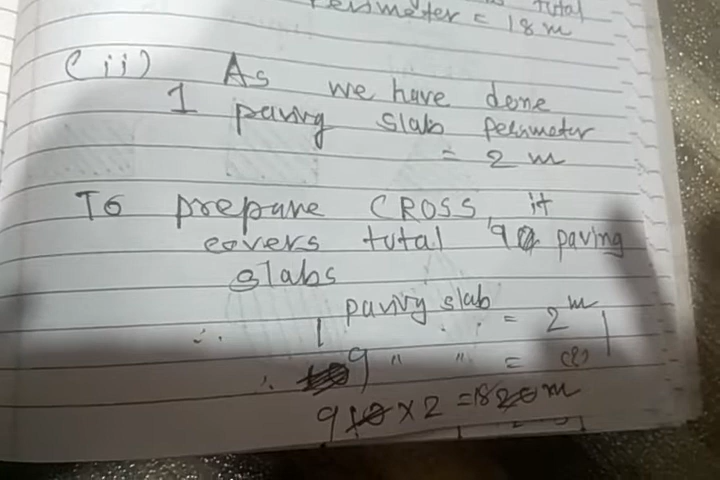 total
Perimeter = 18 m
(ii) As we have done
1 paving slab perimeter
= 2 m
To prepare CROSS, it
covers total 9 paving
slabs
∴ 1 paving slab = 2 m
∴ 9 " " = (?)
9 × 2 = 18 m